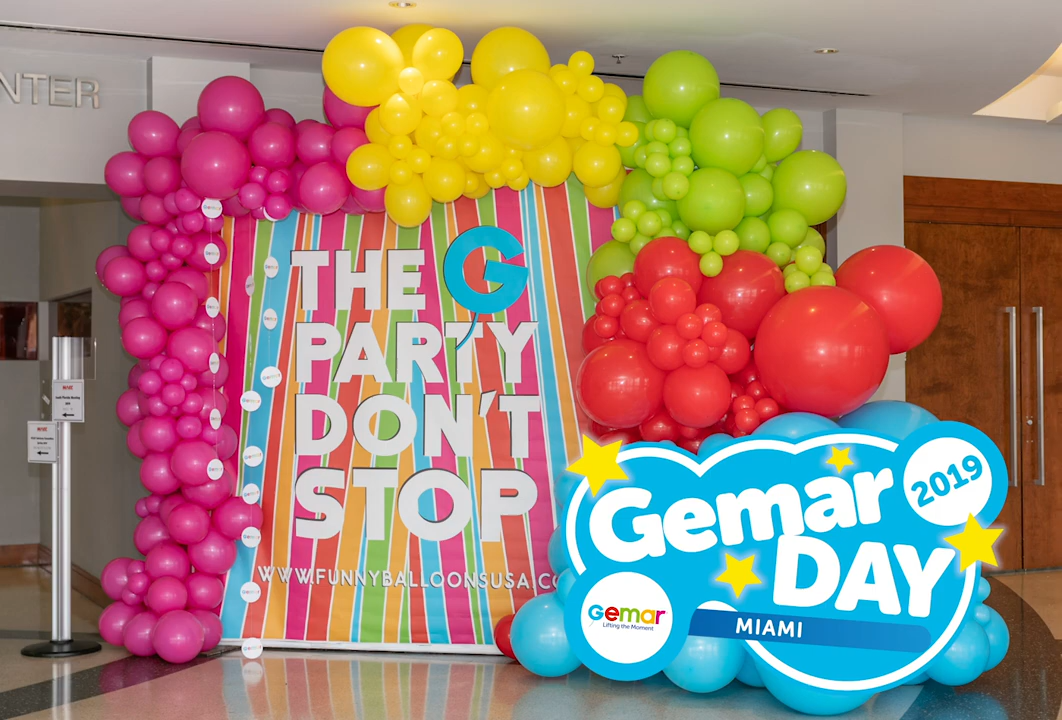 NTER
THE G
PARTY
DON'T
STOP
WWW.FUNNYBALLOONSUSA.CO
Gemar
DAY
2019
MIAMI
Gemar
Lifting the Moment